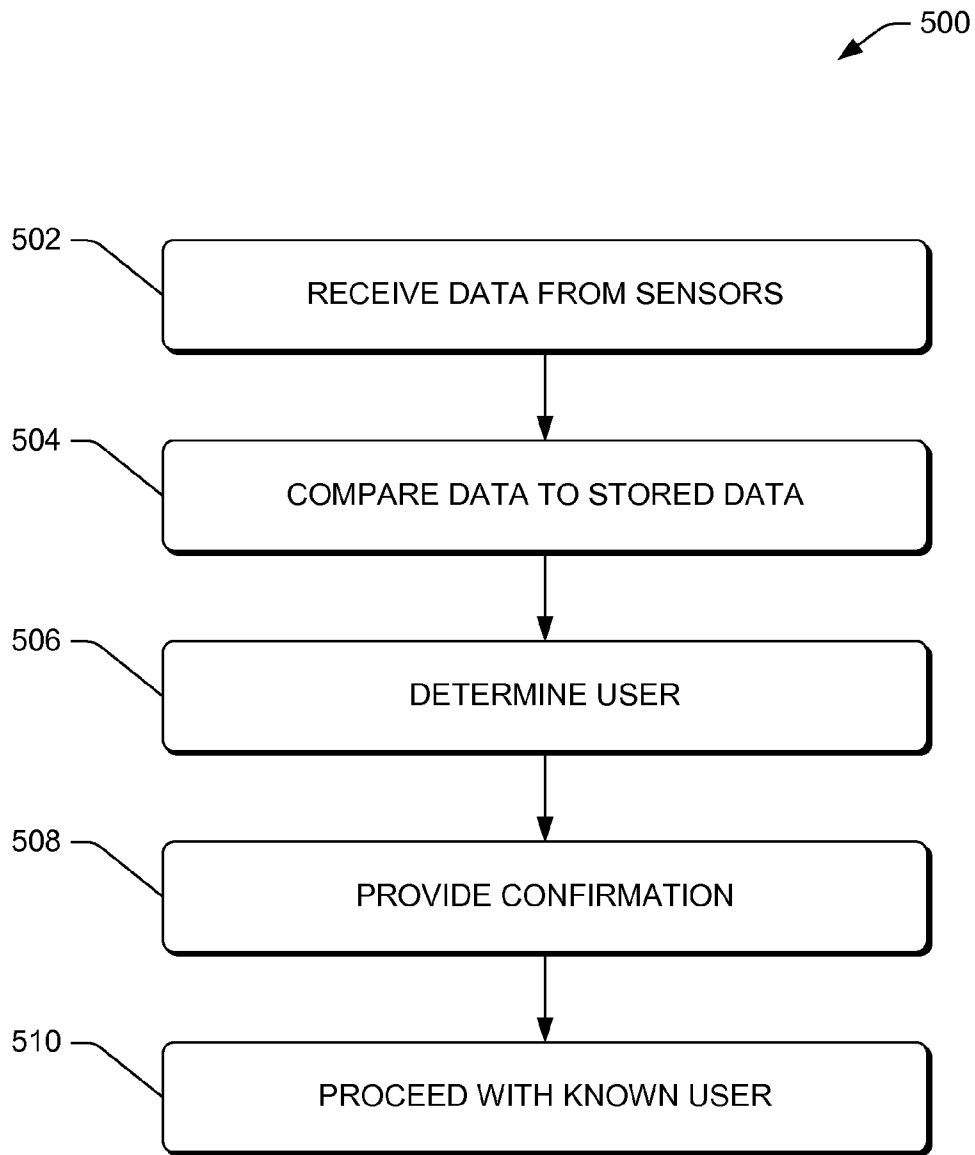 500
502
RECEIVE DATA FROM SENSORS
504
COMPARE DATA TO STORED DATA
506
DETERMINE USER
508
PROVIDE CONFIRMATION
510
PROCEED WITH KNOWN USER